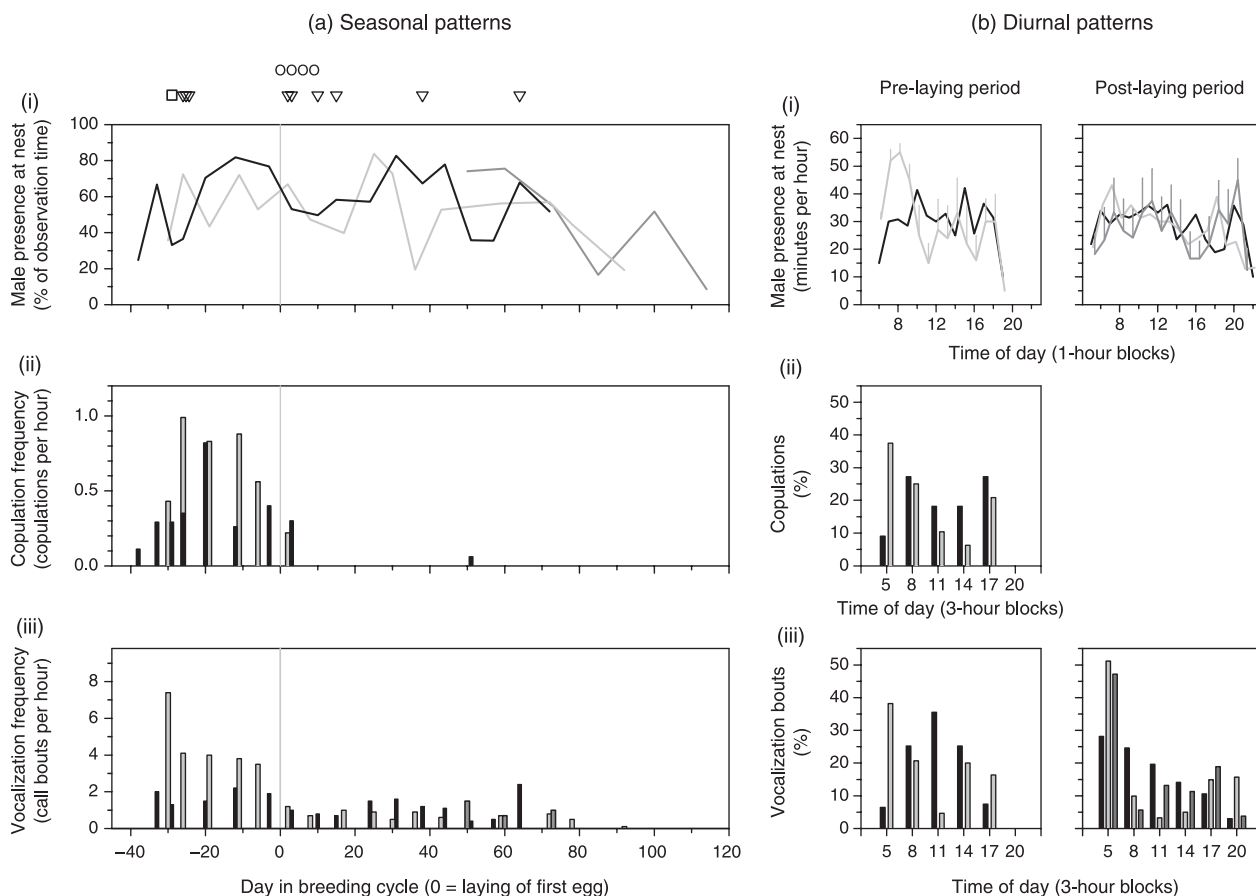 (a) Seasonal patterns
(b) Diurnal patterns
OOOO
(i)
Male presence at nest
(% of observation time)
100
80
60
40
20
0
(i)
Pre-laying period
Post-laying period
Male presence at nest
(minutes per hour)
60
50
40
30
20
10
0
8 12 16 20
8 12 16 20
Time of day (1-hour blocks)
(ii)
Copulation frequency
(copulations per hour)
1.0
0.5
0.0
(ii)
Copulations
(%)
50
40
30
20
10
0
5 8 11 14 17 20
Time of day (3-hour blocks)
(iii)
Vocalization frequency
(call bouts per hour)
8
6
4
2
0
−40 −20 0 20 40 60 80 100 120
Day in breeding cycle (0 = laying of first egg)
(iii)
Vocalization bouts
(%)
50
40
30
20
10
0
5 8 11 14 17 20
5 8 11 14 17 20
Time of day (3-hour blocks)